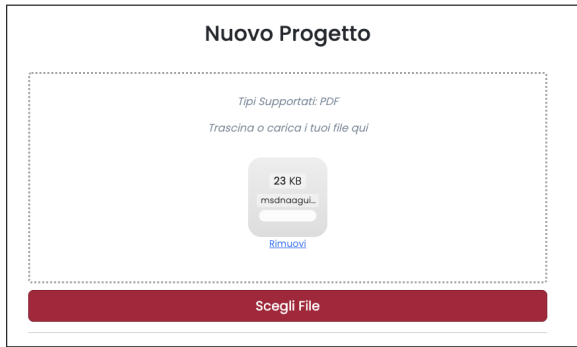 Nuovo Progetto
Tipi Supportati: PDF
Trascina o carica i tuoi file qui
23 KB
msdnaagui...
Rimuovi
Scegli File